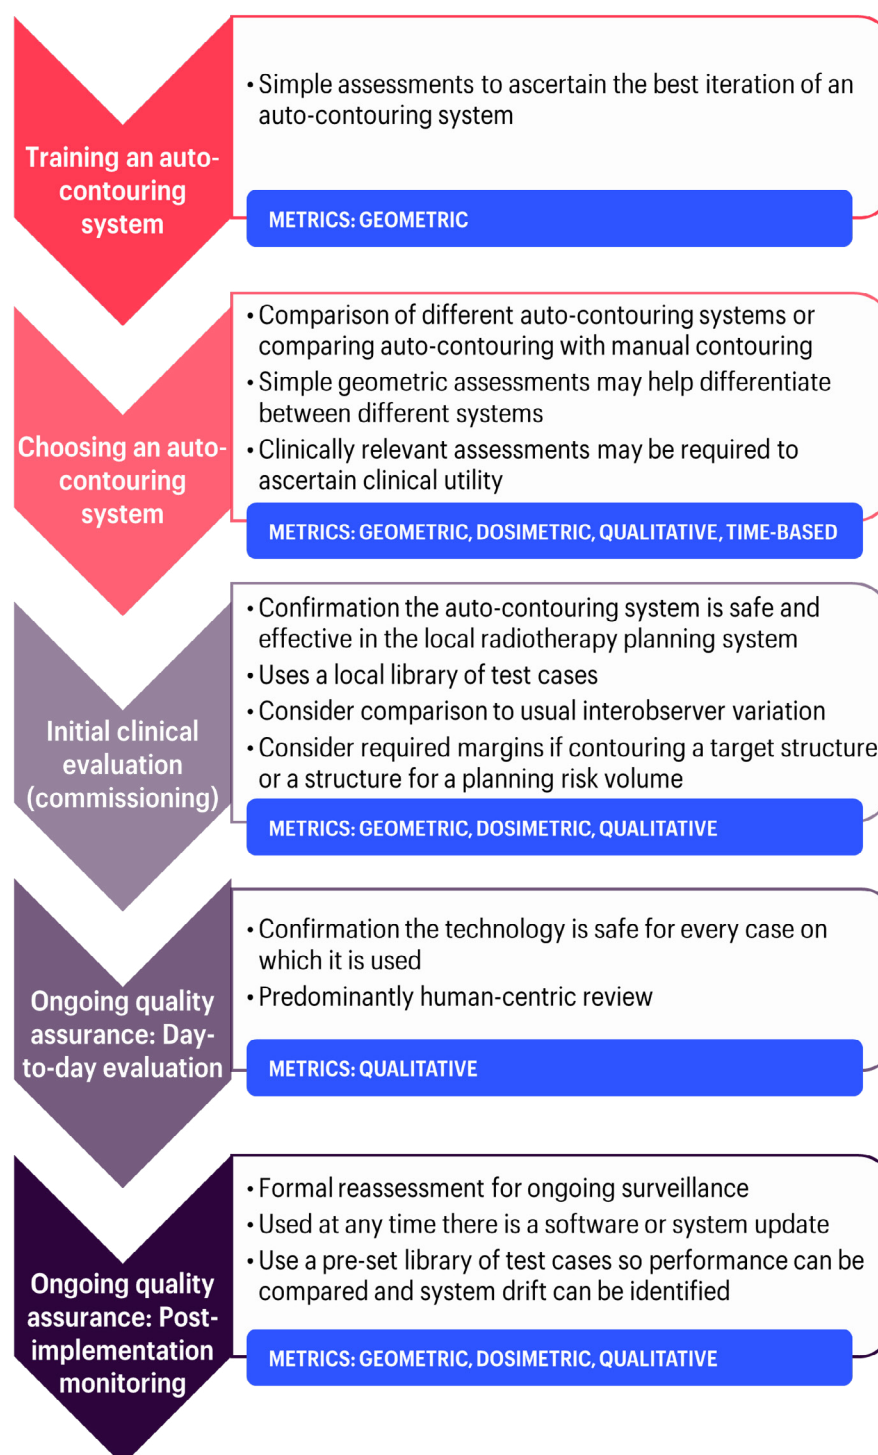 Training an auto-
contouring
system
• Simple assessments to ascertain the best iteration of an
auto-contouring system
METRICS: GEOMETRIC
Choosing an auto-
contouring
system
• Comparison of different auto-contouring systems or
comparing auto-contouring with manual contouring
• Simple geometric assessments may help differentiate
between different systems
• Clinically relevant assessments may be required to
ascertain clinical utility
METRICS: GEOMETRIC, DOSIMETRIC, QUALITATIVE, TIME-BASED
Initial clinical
evaluation
(commissioning)
• Confirmation the auto-contouring system is safe and
effective in the local radiotherapy planning system
• Uses a local library of test cases
• Consider comparison to usual interobserver variation
• Consider required margins if contouring a target structure
or a structure for a planning risk volume
METRICS: GEOMETRIC, DOSIMETRIC, QUALITATIVE
Ongoing quality
assurance: Day-
to-day evaluation
• Confirmation the technology is safe for every case on
which it is used
• Predominantly human-centric review
METRICS: QUALITATIVE
Ongoing quality
assurance: Post-
implementation
monitoring
• Formal reassessment for ongoing surveillance
• Used at any time there is a software or system update
• Use a pre-set library of test cases so performance can be
compared and system drift can be identified
METRICS: GEOMETRIC, DOSIMETRIC, QUALITATIVE